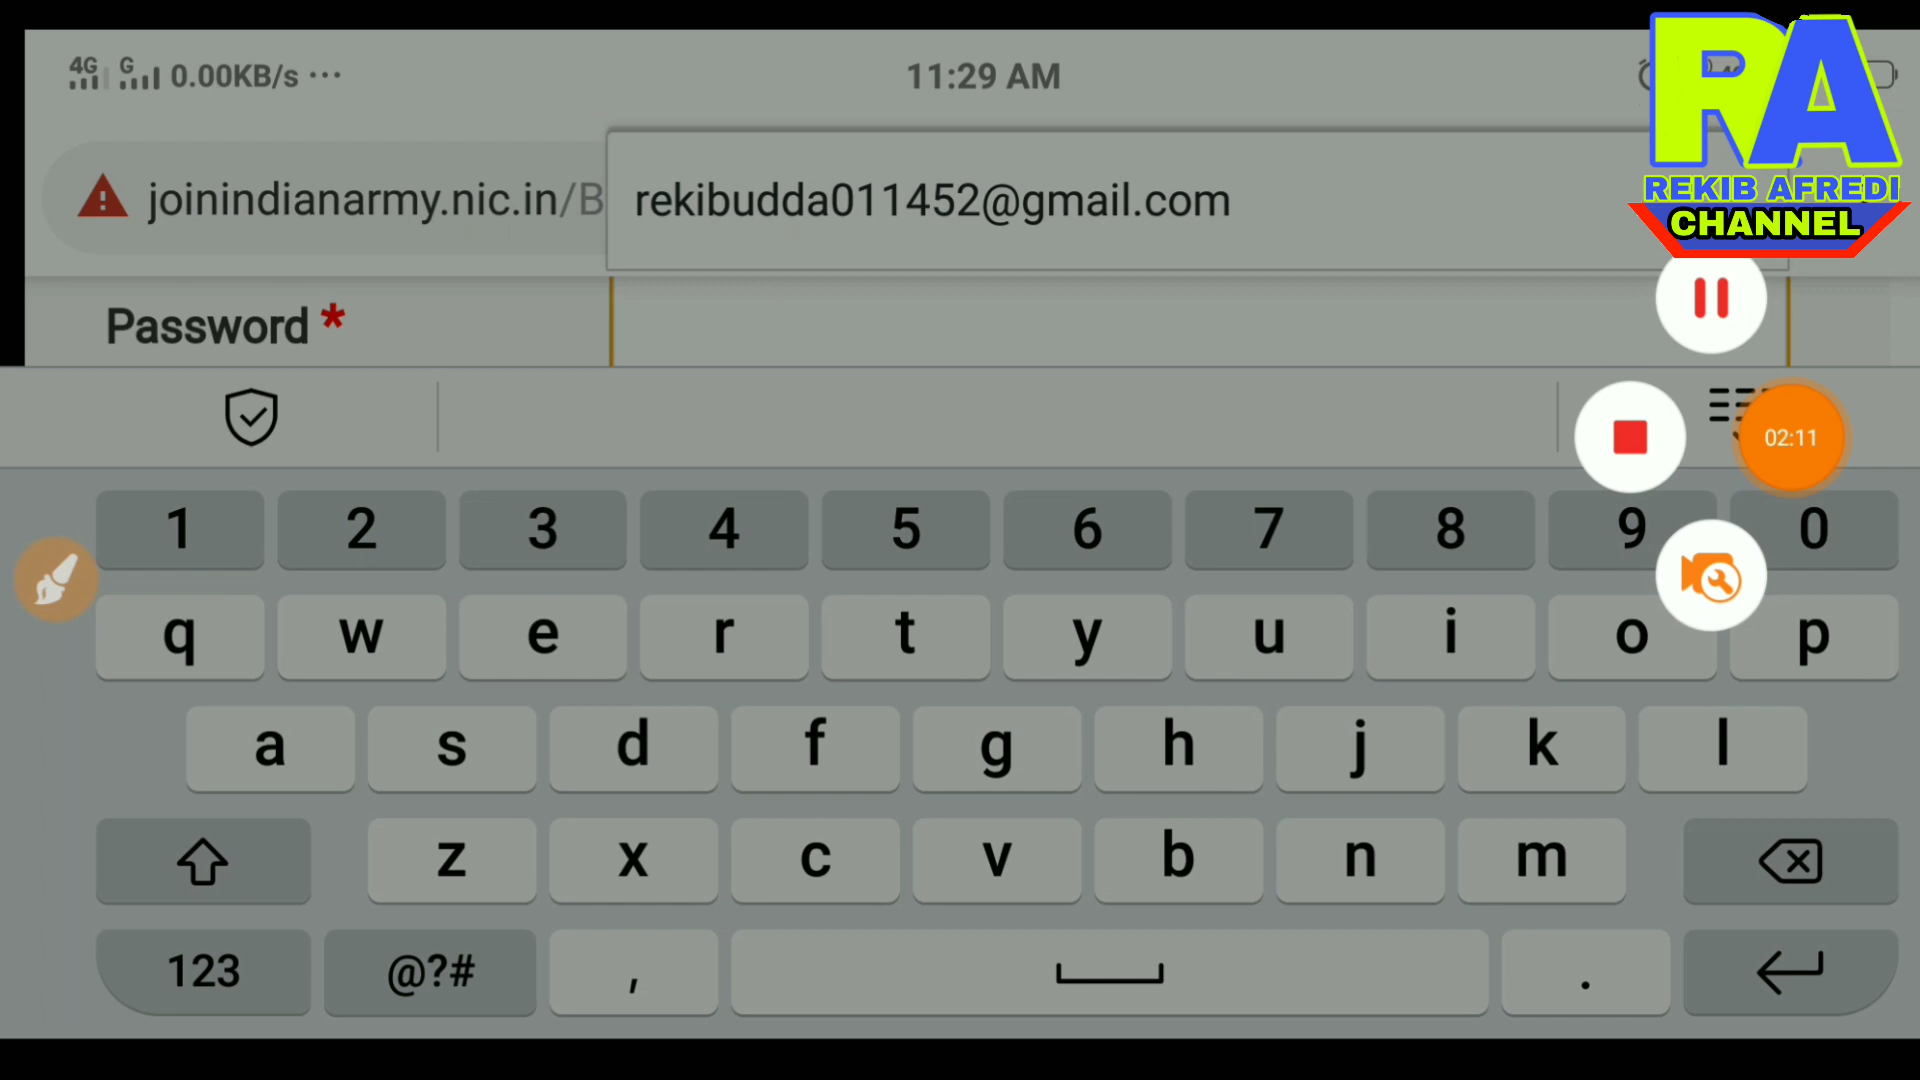 4G G 0.00KB/s ... 11:29 AM
RA
joinindianarmy.nic.in/B rekibudda011452@gmail.com
REKIB AFREDI
CHANNEL
Password *
02:11
1 2 3 4 5 6 7 8 9 0
q w e r t y u i o p
a s d f g h j k l
z x c v b n m
123 @?# , .